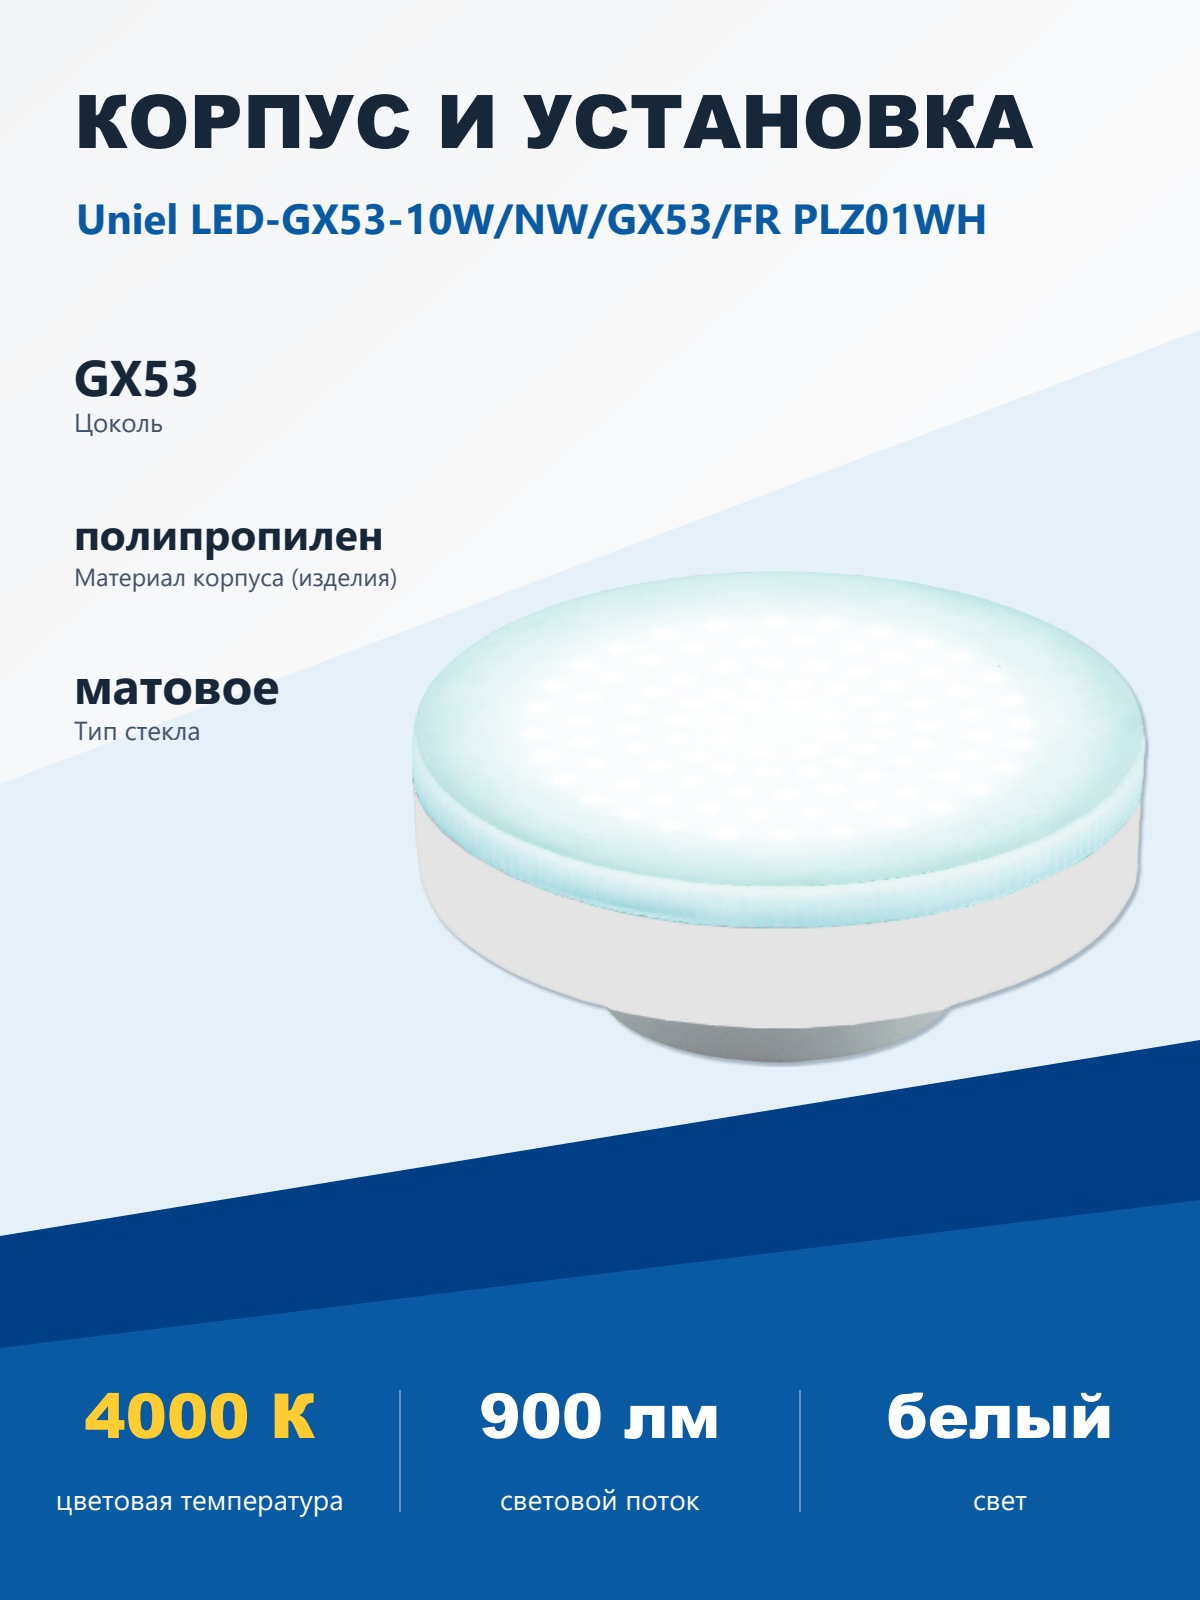 КОРПУС И УСТАНОВКА
Uniel LED-GX53-10W/NW/GX53/FR PLZ01WH
GX53
Цоколь
полипропилен
Материал корпуса (изделия)
матовое
Тип стекла
4000 К
цветовая температура
900 лм
световой поток
белый
свет